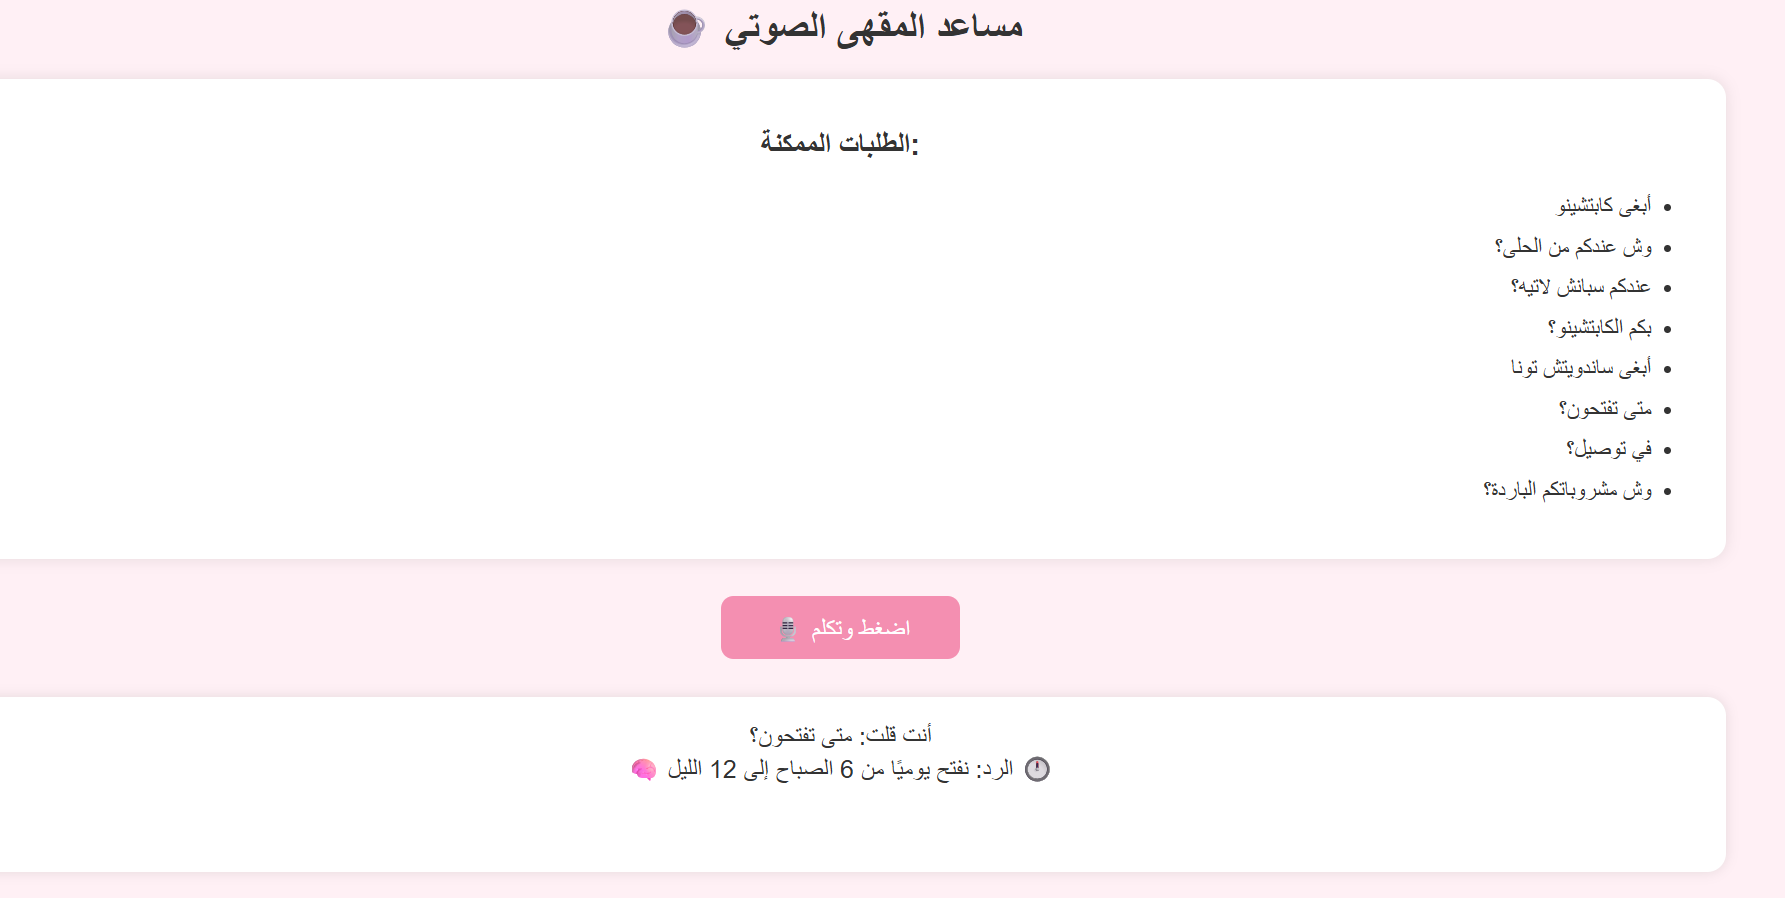 مساعد المقهى الصوتي ☕
الطلبات الممكنة:
أبغى كابتشينو
وش عندكم من الحلى؟
عندكم سبانش لاتيه؟
بكم الكابتشينو؟
أبغى ساندويتش تونا
متى تفتحون؟
في توصيل؟
وش مشروباتكم الباردة؟
اضغط وتكلم 🎙️
أنت قلت: متى تفتحون؟
🕛 الرد: نفتح يوميًا من 6 الصباح إلى 12 الليل 🧠